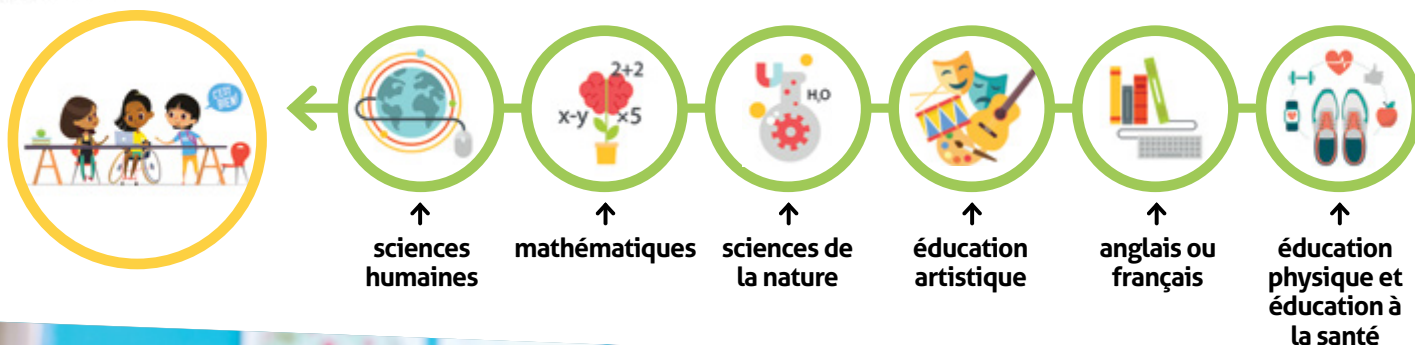 C'EST
BIEN!
2+2
x-y
×5
H₂O
sciences
humaines
mathématiques
sciences de
la nature
éducation
artistique
anglais ou
français
éducation
physique et
éducation à
la santé